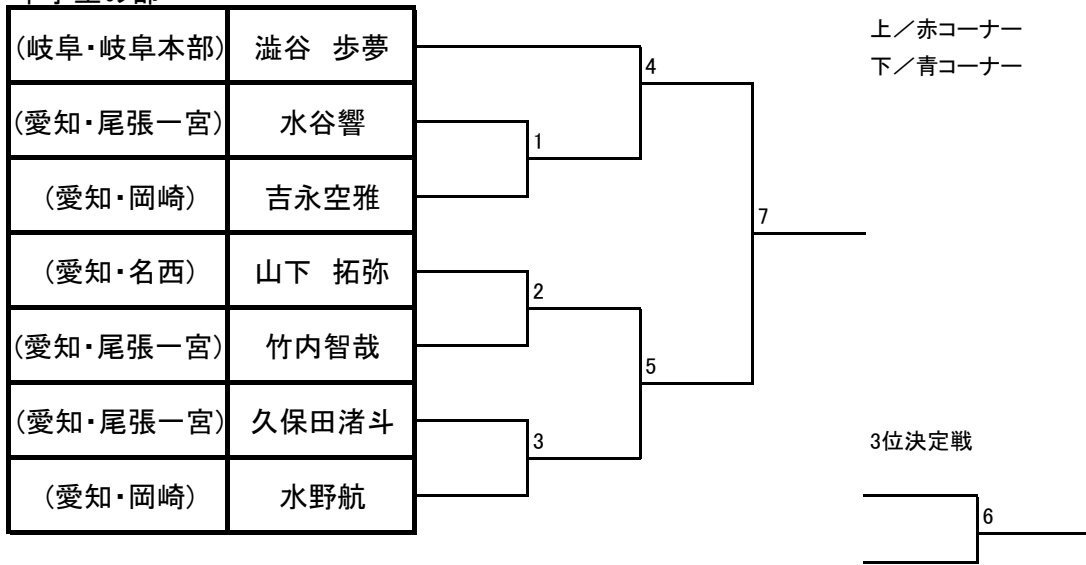 上／赤コーナー
下／青コーナー
(岐阜・岐阜本部) 澁谷　歩夢
(愛知・尾張一宮) 水谷響
(愛知・岡崎) 吉永空雅
(愛知・名西) 山下　拓弥
(愛知・尾張一宮) 竹内智哉
(愛知・尾張一宮) 久保田渚斗
(愛知・岡崎) 水野航
4
1
7
2
5
3
3位決定戦
6